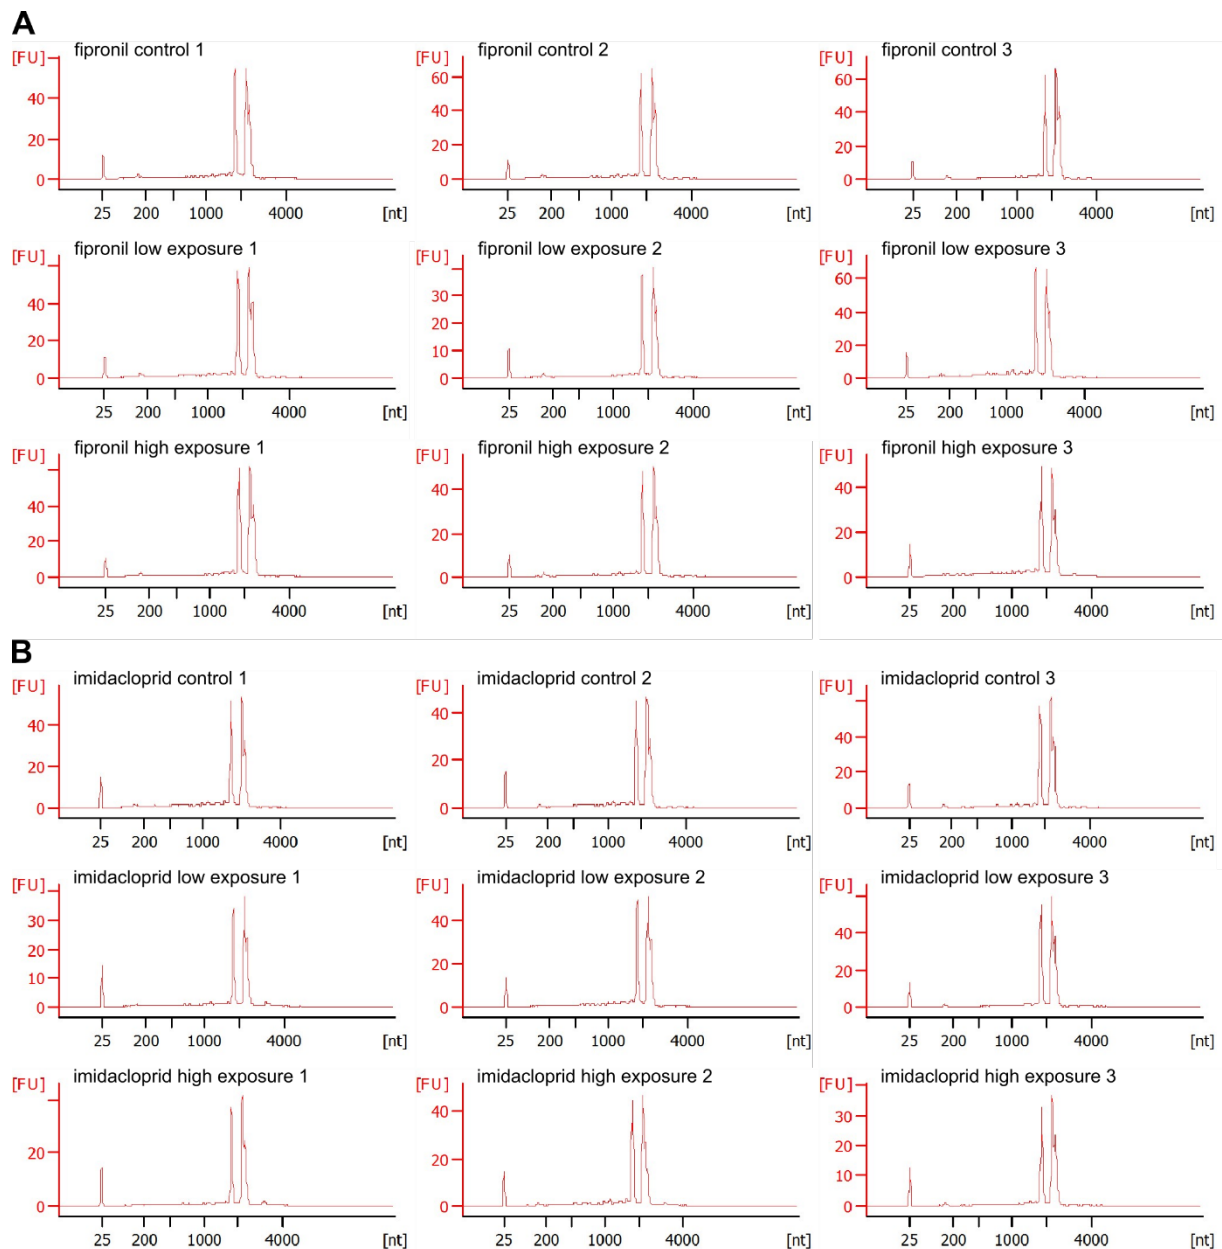 A
fipronil control 1
[FU]
40
20
0
25 200 1000 4000 [nt]
fipronil control 2
[FU]
60
40
20
0
25 200 1000 4000 [nt]
fipronil control 3
[FU]
60
40
20
0
25 200 1000 4000 [nt]
fipronil low exposure 1
[FU]
40
20
0
25 200 1000 4000 [nt]
fipronil low exposure 2
[FU]
30
20
10
0
25 200 1000 4000 [nt]
fipronil low exposure 3
[FU]
60
40
20
0
25 200 1000 4000 [nt]
fipronil high exposure 1
[FU]
40
20
0
25 200 1000 4000 [nt]
fipronil high exposure 2
[FU]
40
20
0
25 200 1000 4000 [nt]
fipronil high exposure 3
[FU]
40
20
0
25 200 1000 4000 [nt]
B
imidacloprid control 1
[FU]
40
20
0
25 200 1000 4000 [nt]
imidacloprid control 2
[FU]
40
20
0
25 200 1000 4000 [nt]
imidacloprid control 3
[FU]
40
20
0
25 200 1000 4000 [nt]
imidacloprid low exposure 1
[FU]
30
20
10
0
25 200 1000 4000 [nt]
imidacloprid low exposure 2
[FU]
40
20
0
25 200 1000 4000 [nt]
imidacloprid low exposure 3
[FU]
40
20
0
25 200 1000 4000 [nt]
imidacloprid high exposure 1
[FU]
20
0
25 200 1000 4000 [nt]
imidacloprid high exposure 2
[FU]
40
20
0
25 200 1000 4000 [nt]
imidacloprid high exposure 3
[FU]
30
20
10
0
25 200 1000 4000 [nt]